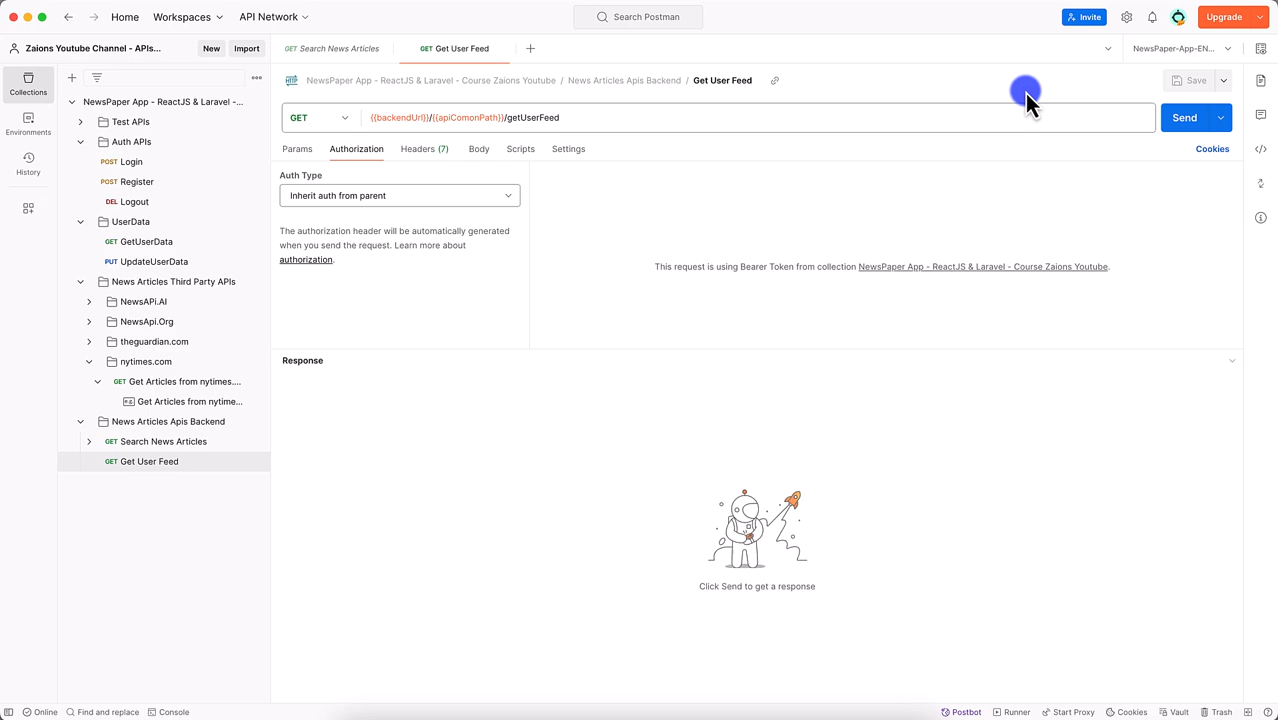 Home
Workspaces
API Network
Search Postman
Invite
Upgrade
Zaions Youtube Channel - APIs...
New
Import
GET Search News Articles
GET Get User Feed
NewsPaper-App-EN...
Collections
Environments
History
NewsPaper App - ReactJS & Laravel -...
Test APIs
Auth APIs
POST Login
POST Register
DEL Logout
UserData
GET GetUserData
PUT UpdateUserData
News Articles Third Party APIs
NewsAPi.AI
NewsApi.Org
theguardian.com
nytimes.com
GET Get Articles from nytimes....
e.g. Get Articles from nytime...
News Articles Apis Backend
GET Search News Articles
GET Get User Feed
HTTP NewsPaper App - ReactJS & Laravel - Course Zaions Youtube / News Articles Apis Backend / Get User Feed
Save
GET
{{backendUrl}}/{{apiComonPath}}/getUserFeed
Send
Params
Authorization
Headers (7)
Body
Scripts
Settings
Cookies
Auth Type
Inherit auth from parent
The authorization header will be automatically generated
when you send the request. Learn more about
authorization.
This request is using Bearer Token from collection NewsPaper App - ReactJS & Laravel - Course Zaions Youtube.
Response
Click Send to get a response
Online
Find and replace
Console
Postbot
Runner
Start Proxy
Cookies
Vault
Trash